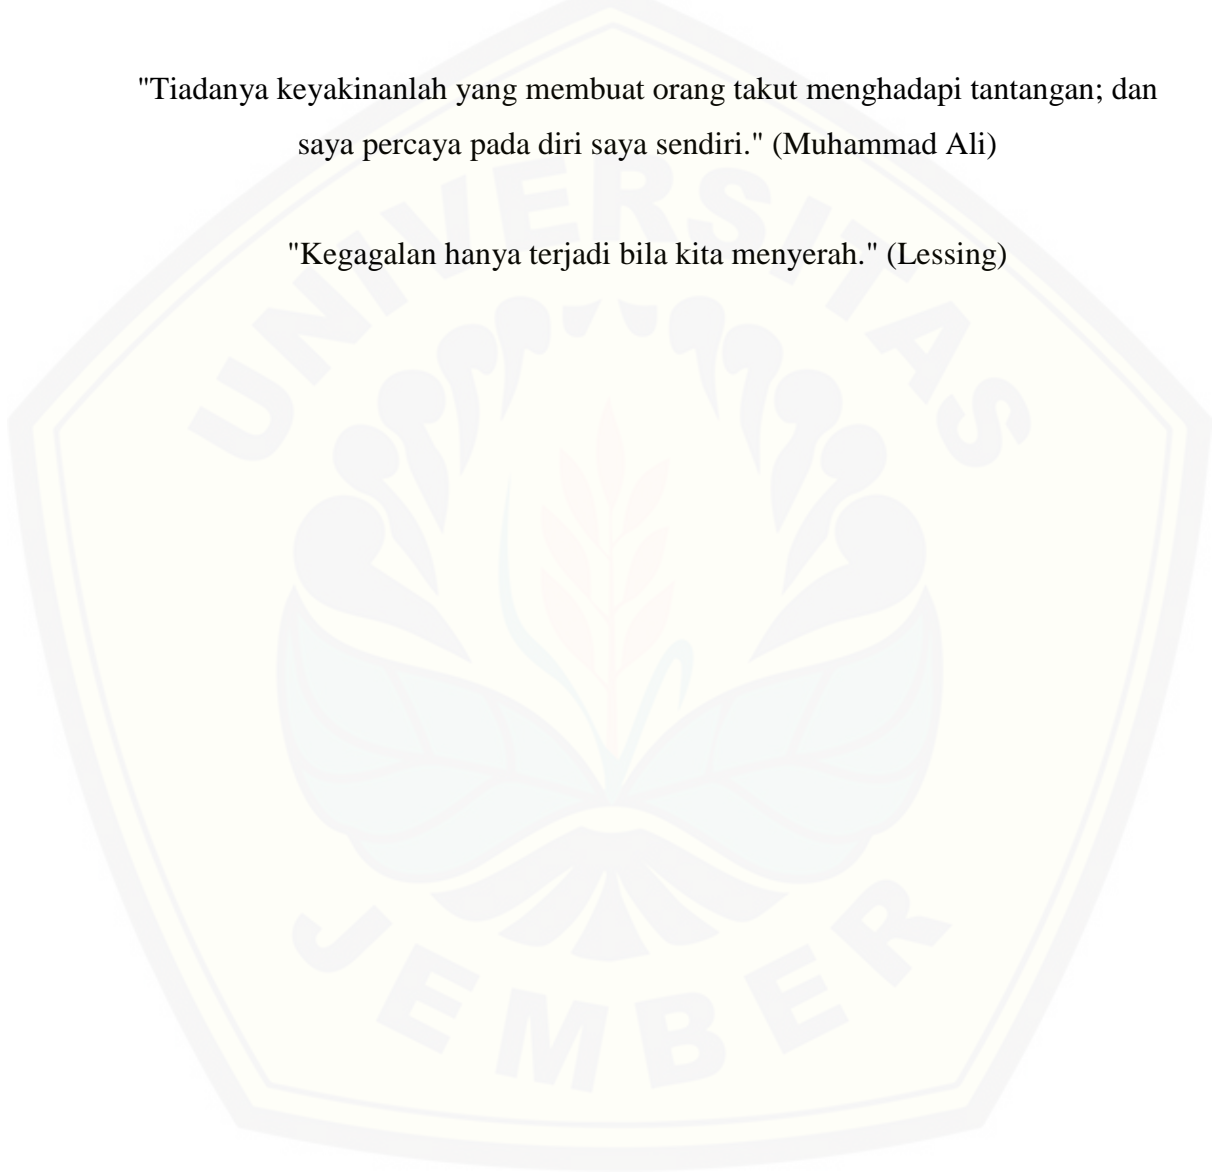 "Tiadanya keyakinanlah yang membuat orang takut menghadapi tantangan; dan
saya percaya pada diri saya sendiri." (Muhammad Ali)
"Kegagalan hanya terjadi bila kita menyerah." (Lessing)
UNIVERSITAS
JEMBER